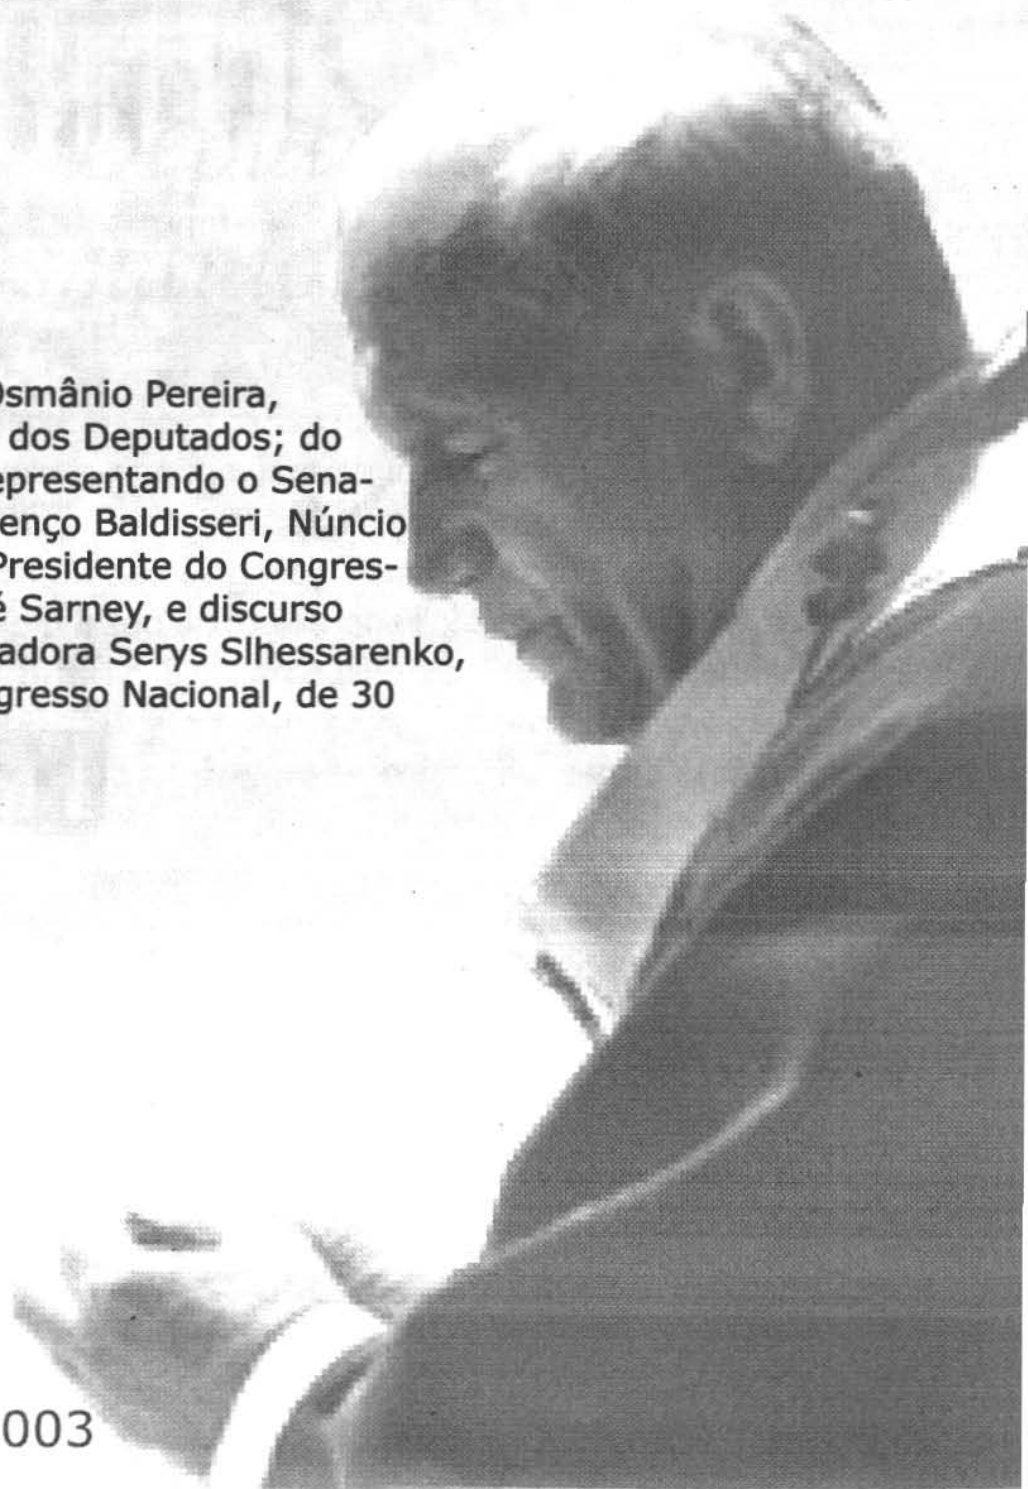 Osmânio Pereira,
dos Deputados; do
epresentando o Sena-
enço Baldisseri, Núncio
Presidente do Congres-
é Sarney, e discurso
adora Serys Slhessarenko,
gresso Nacional, de 30
003